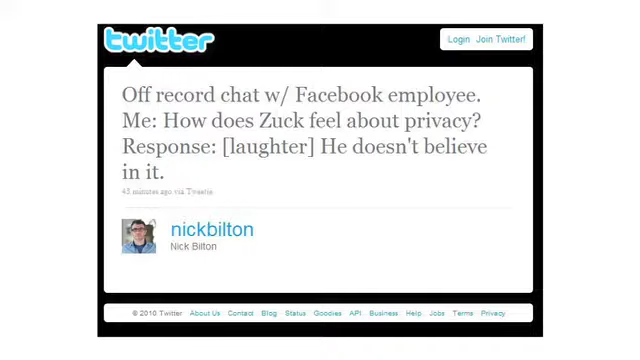 twitter
Login Join Twitter!
Off record chat w/ Facebook employee.
Me: How does Zuck feel about privacy?
Response: [laughter] He doesn't believe
in it.
43 minutes ago via Tweetie
nickbilton
Nick Bilton
© 2010 Twitter About Us Contact Blog Status Goodies API Business Help Jobs Terms Privacy